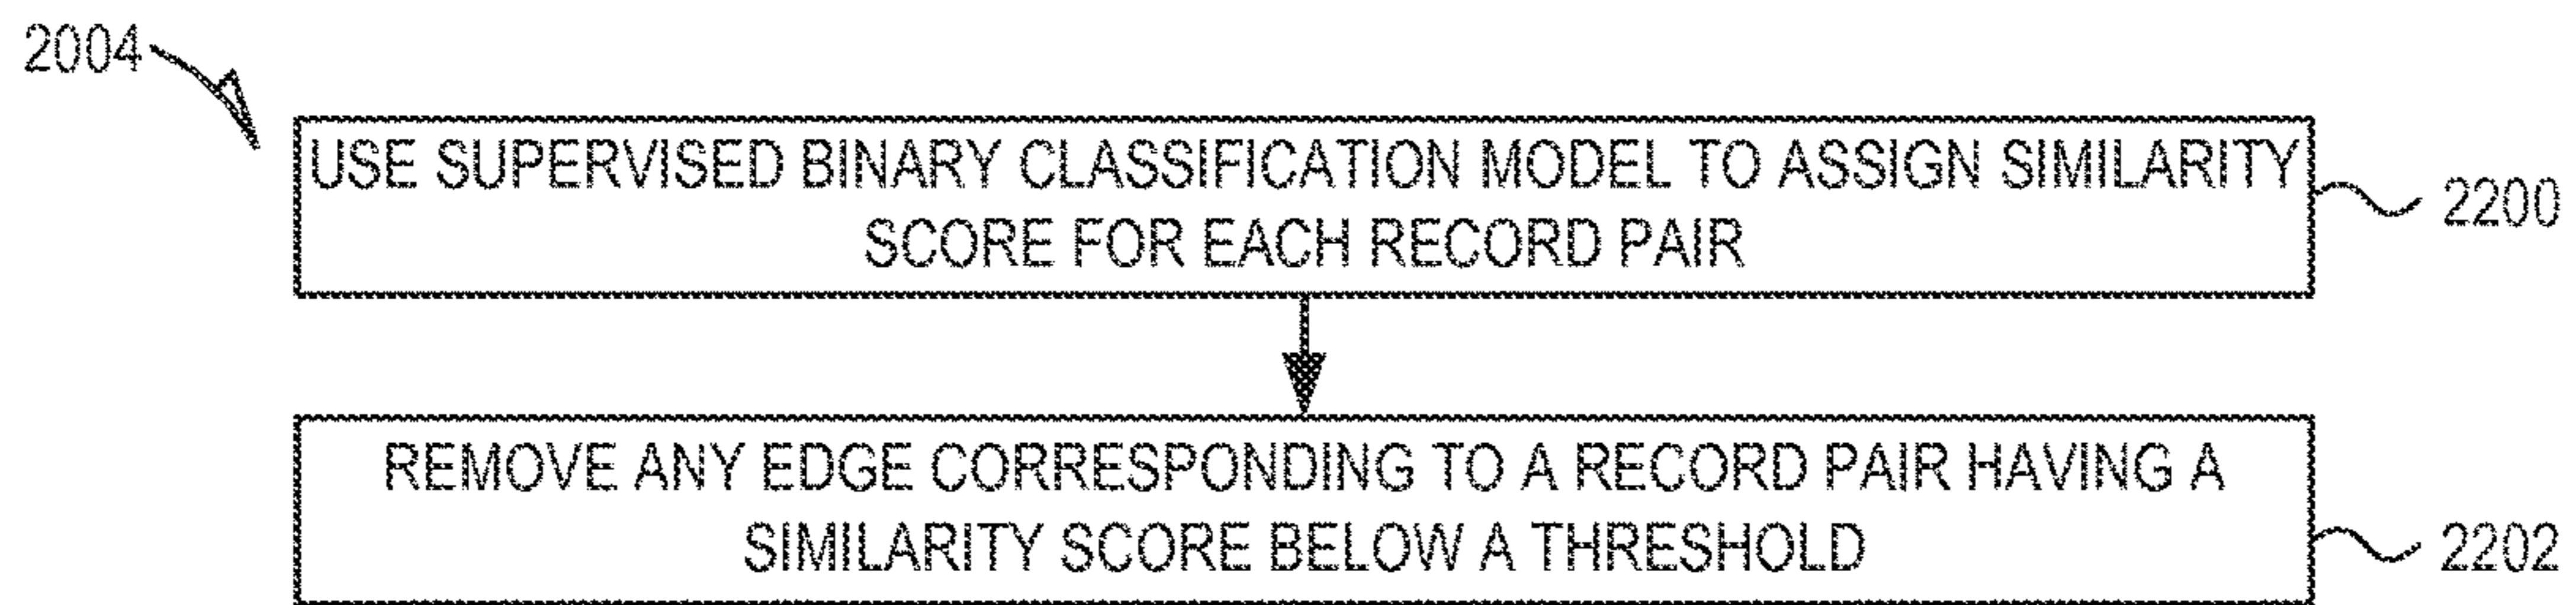 2004
USE SUPERVISED BINARY CLASSIFICATION MODEL TO ASSIGN SIMILARITY
SCORE FOR EACH RECORD PAIR
2200
REMOVE ANY EDGE CORRESPONDING TO A RECORD PAIR HAVING A
SIMILARITY SCORE BELOW A THRESHOLD
2202